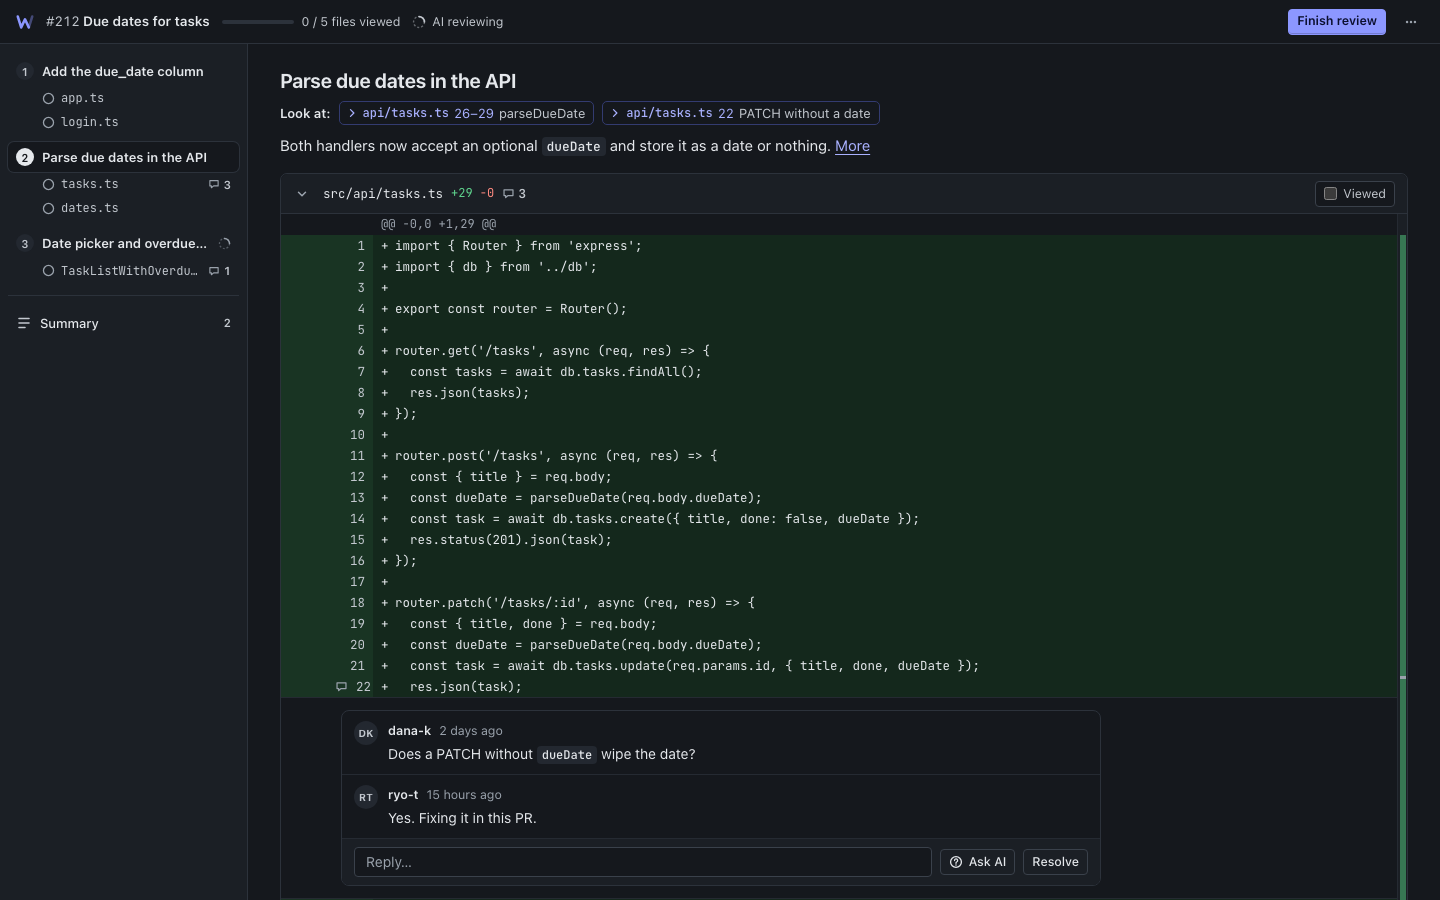 #212 Due dates for tasks 0 / 5 files viewed AI reviewing Finish review
1 Add the due_date column
app.ts
login.ts
2 Parse due dates in the API
tasks.ts 3
dates.ts
3 Date picker and overdue...
TaskListWithOverdu… 1
Summary 2
Parse due dates in the API
Look at: api/tasks.ts 26–29 parseDueDate api/tasks.ts 22 PATCH without a date
Both handlers now accept an optional dueDate and store it as a date or nothing. More
src/api/tasks.ts +29 -0 3 Viewed
@@ -0,0 +1,29 @@
1 + import { Router } from 'express';
2 + import { db } from '../db';
3 +
4 + export const router = Router();
5 +
6 + router.get('/tasks', async (req, res) => {
7 +   const tasks = await db.tasks.findAll();
8 +   res.json(tasks);
9 + });
10 +
11 + router.post('/tasks', async (req, res) => {
12 +   const { title } = req.body;
13 +   const dueDate = parseDueDate(req.body.dueDate);
14 +   const task = await db.tasks.create({ title, done: false, dueDate });
15 +   res.status(201).json(task);
16 + });
17 +
18 + router.patch('/tasks/:id', async (req, res) => {
19 +   const { title, done } = req.body;
20 +   const dueDate = parseDueDate(req.body.dueDate);
21 +   const task = await db.tasks.update(req.params.id, { title, done, dueDate });
22 +   res.json(task);
DK dana-k 2 days ago
Does a PATCH without dueDate wipe the date?
RT ryo-t 15 hours ago
Yes. Fixing it in this PR.
Reply... Ask AI Resolve